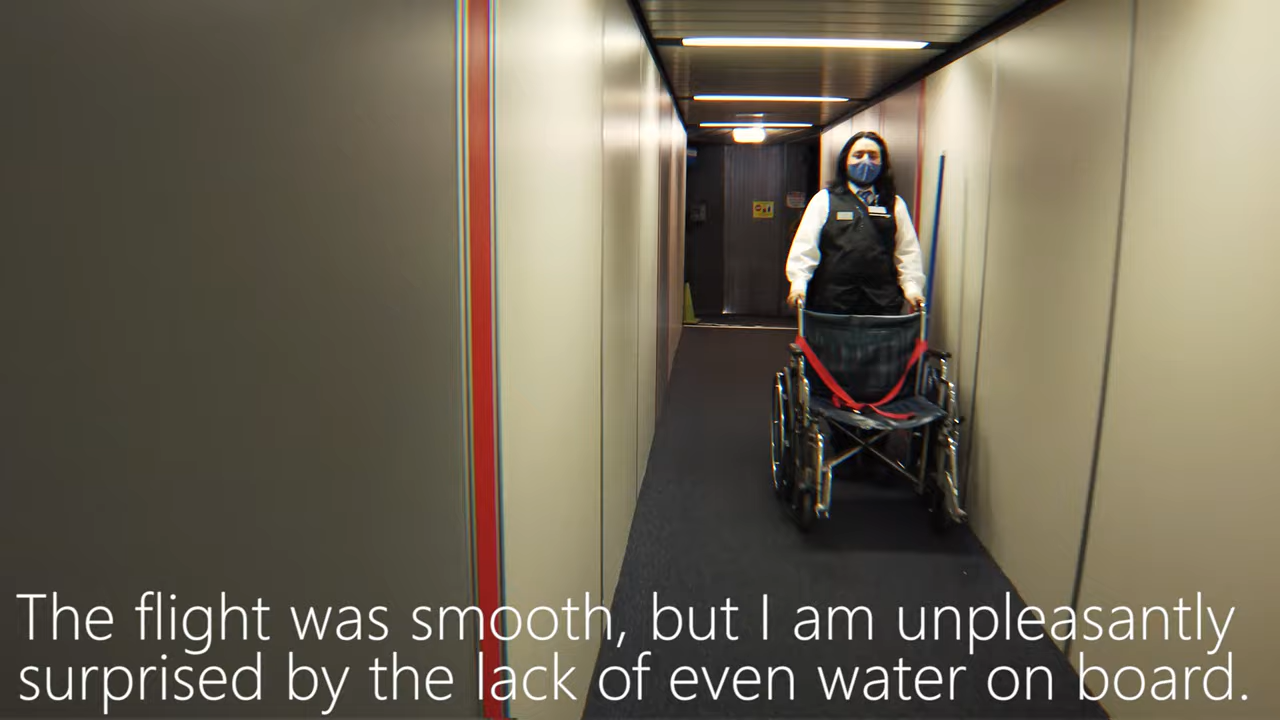 The flight was smooth, but I am unpleasantly
surprised by the lack of even water on board.